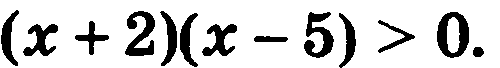 (x + 2)(x − 5) > 0.